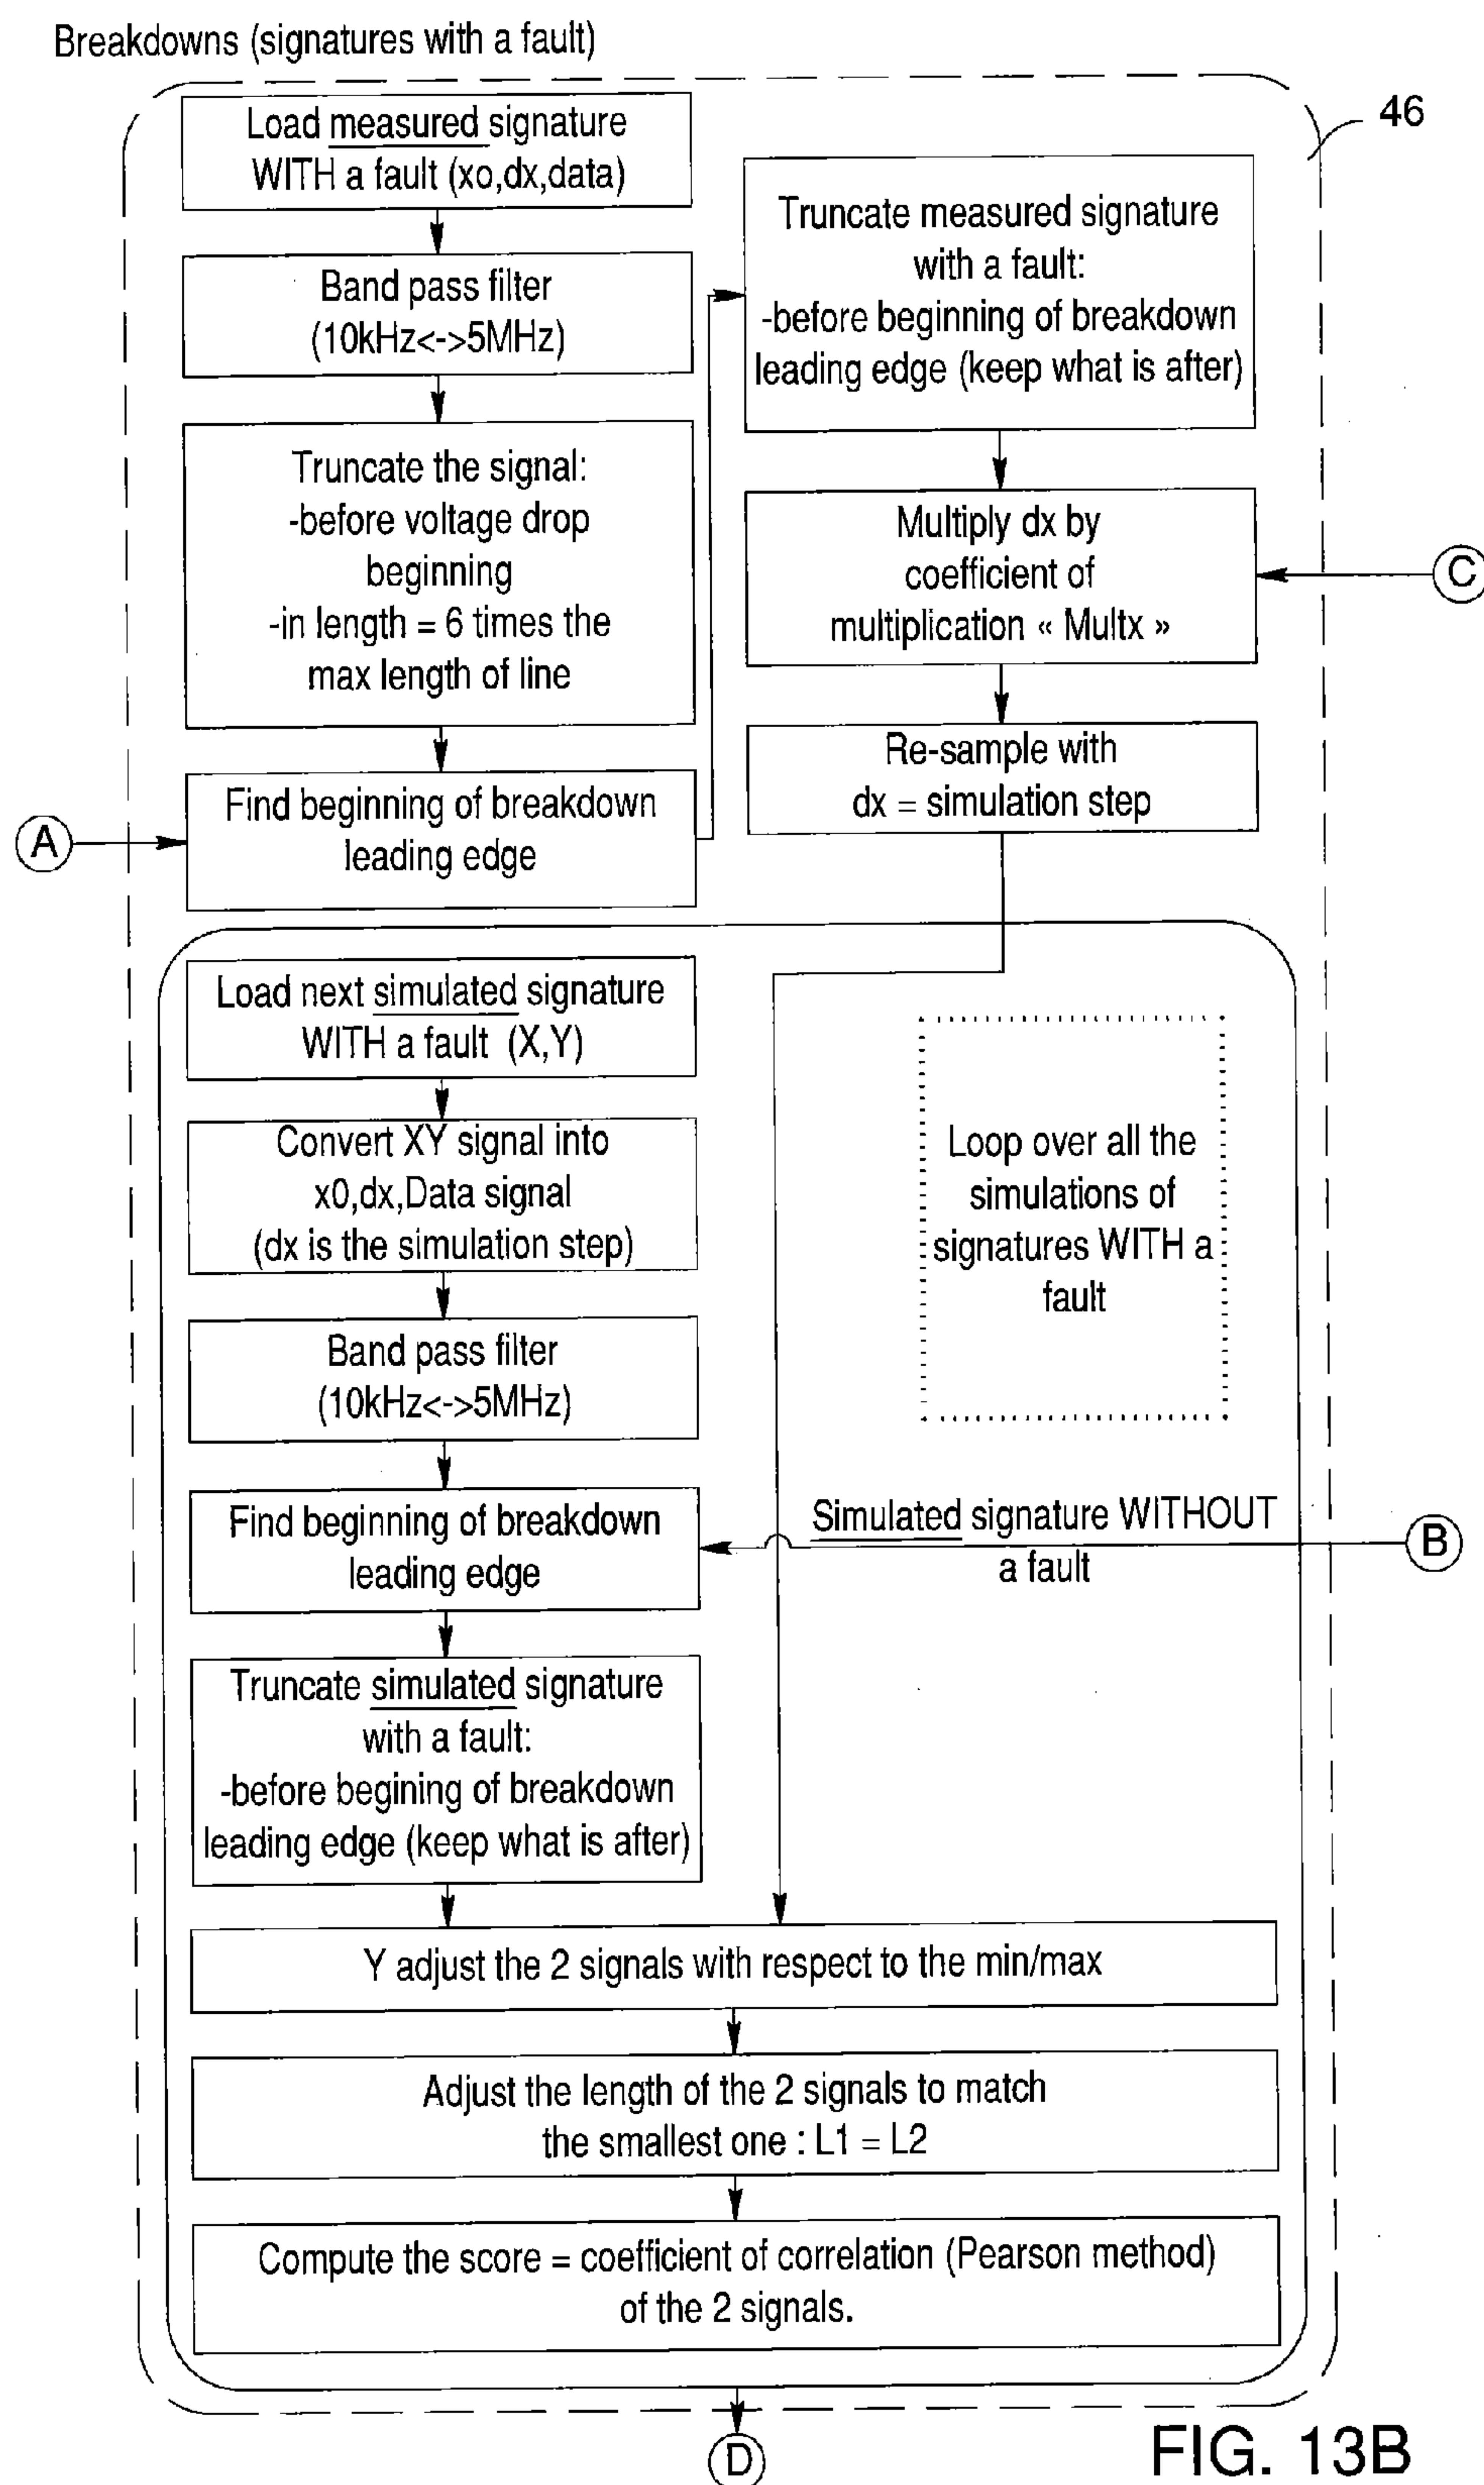 Breakdowns (signatures with a fault)
46
Load measured signature
WITH a fault (xo,dx,data)
Band pass filter
(10kHz<->5MHz)
Truncate the signal:
-before voltage drop
beginning
-in length = 6 times the
max length of line
A
Find beginning of breakdown
leading edge
Truncate measured signature
with a fault:
-before beginning of breakdown
leading edge (keep what is after)
Multiply dx by
coefficient of
multiplication « Multx »
C
Re-sample with
dx = simulation step
Load next simulated signature
WITH a fault (X,Y)
Convert XY signal into
x0,dx,Data signal
(dx is the simulation step)
Band pass filter
(10kHz<->5MHz)
Find beginning of breakdown
leading edge
Loop over all the
simulations of
signatures WITH a
fault
Simulated signature WITHOUT
a fault
B
Truncate simulated signature
with a fault:
-before begining of breakdown
leading edge (keep what is after)
Y adjust the 2 signals with respect to the min/max
Adjust the length of the 2 signals to match
the smallest one : L1 = L2
Compute the score = coefficient of correlation (Pearson method)
of the 2 signals.
D
FIG. 13B